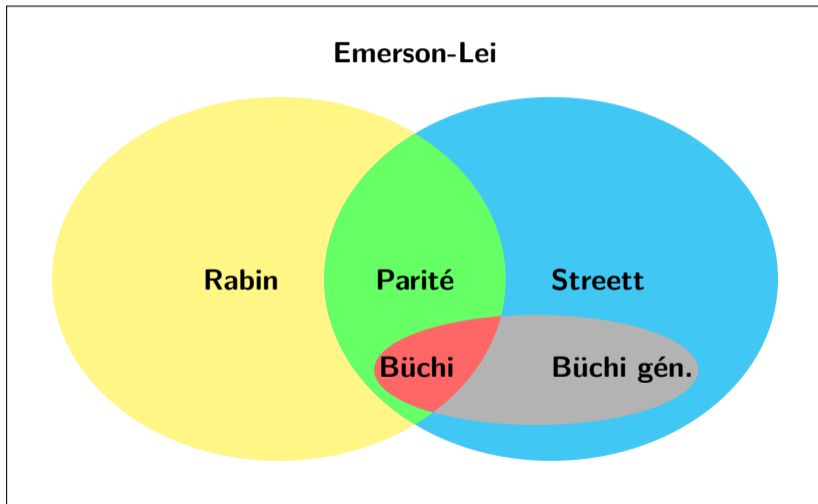 Emerson-Lei
Rabin
Parité
Streett
Büchi
Büchi gén.